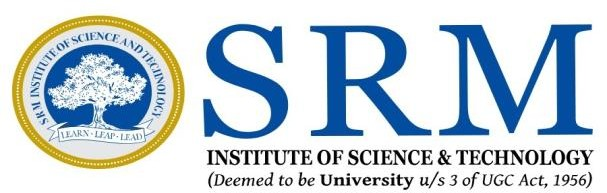 SRM INSTITUTE OF SCIENCE AND TECHNOLOGY
LEARN · LEAP · LEAD
SRM
INSTITUTE OF SCIENCE & TECHNOLOGY
(Deemed to be University u/s 3 of UGC Act, 1956)